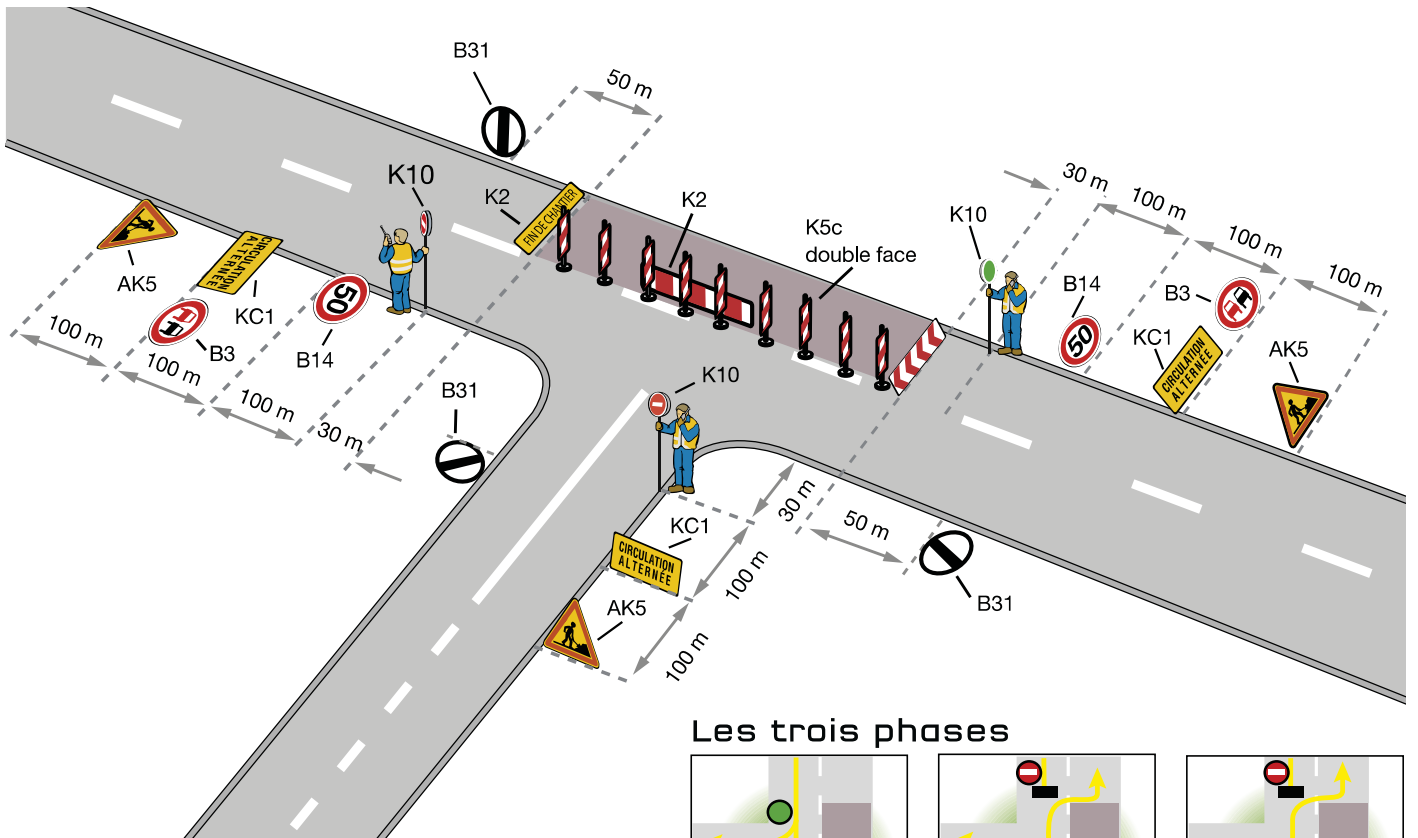 B31
50 m
K10
K2
FIN DE CHANTIER
K2
K5c
double face
K10
30 m
100 m
100 m
100 m
B14
50
B3
KC1
CIRCULATION
ALTERNÉE
AK5
AK5
CIRCULATION
ALTERNÉE
KC1
B3
50
B14
100 m
100 m
100 m
30 m
B31
K10
30 m
50 m
B31
KC1
CIRCULATION
ALTERNÉE
100 m
AK5
100 m
Les trois phases